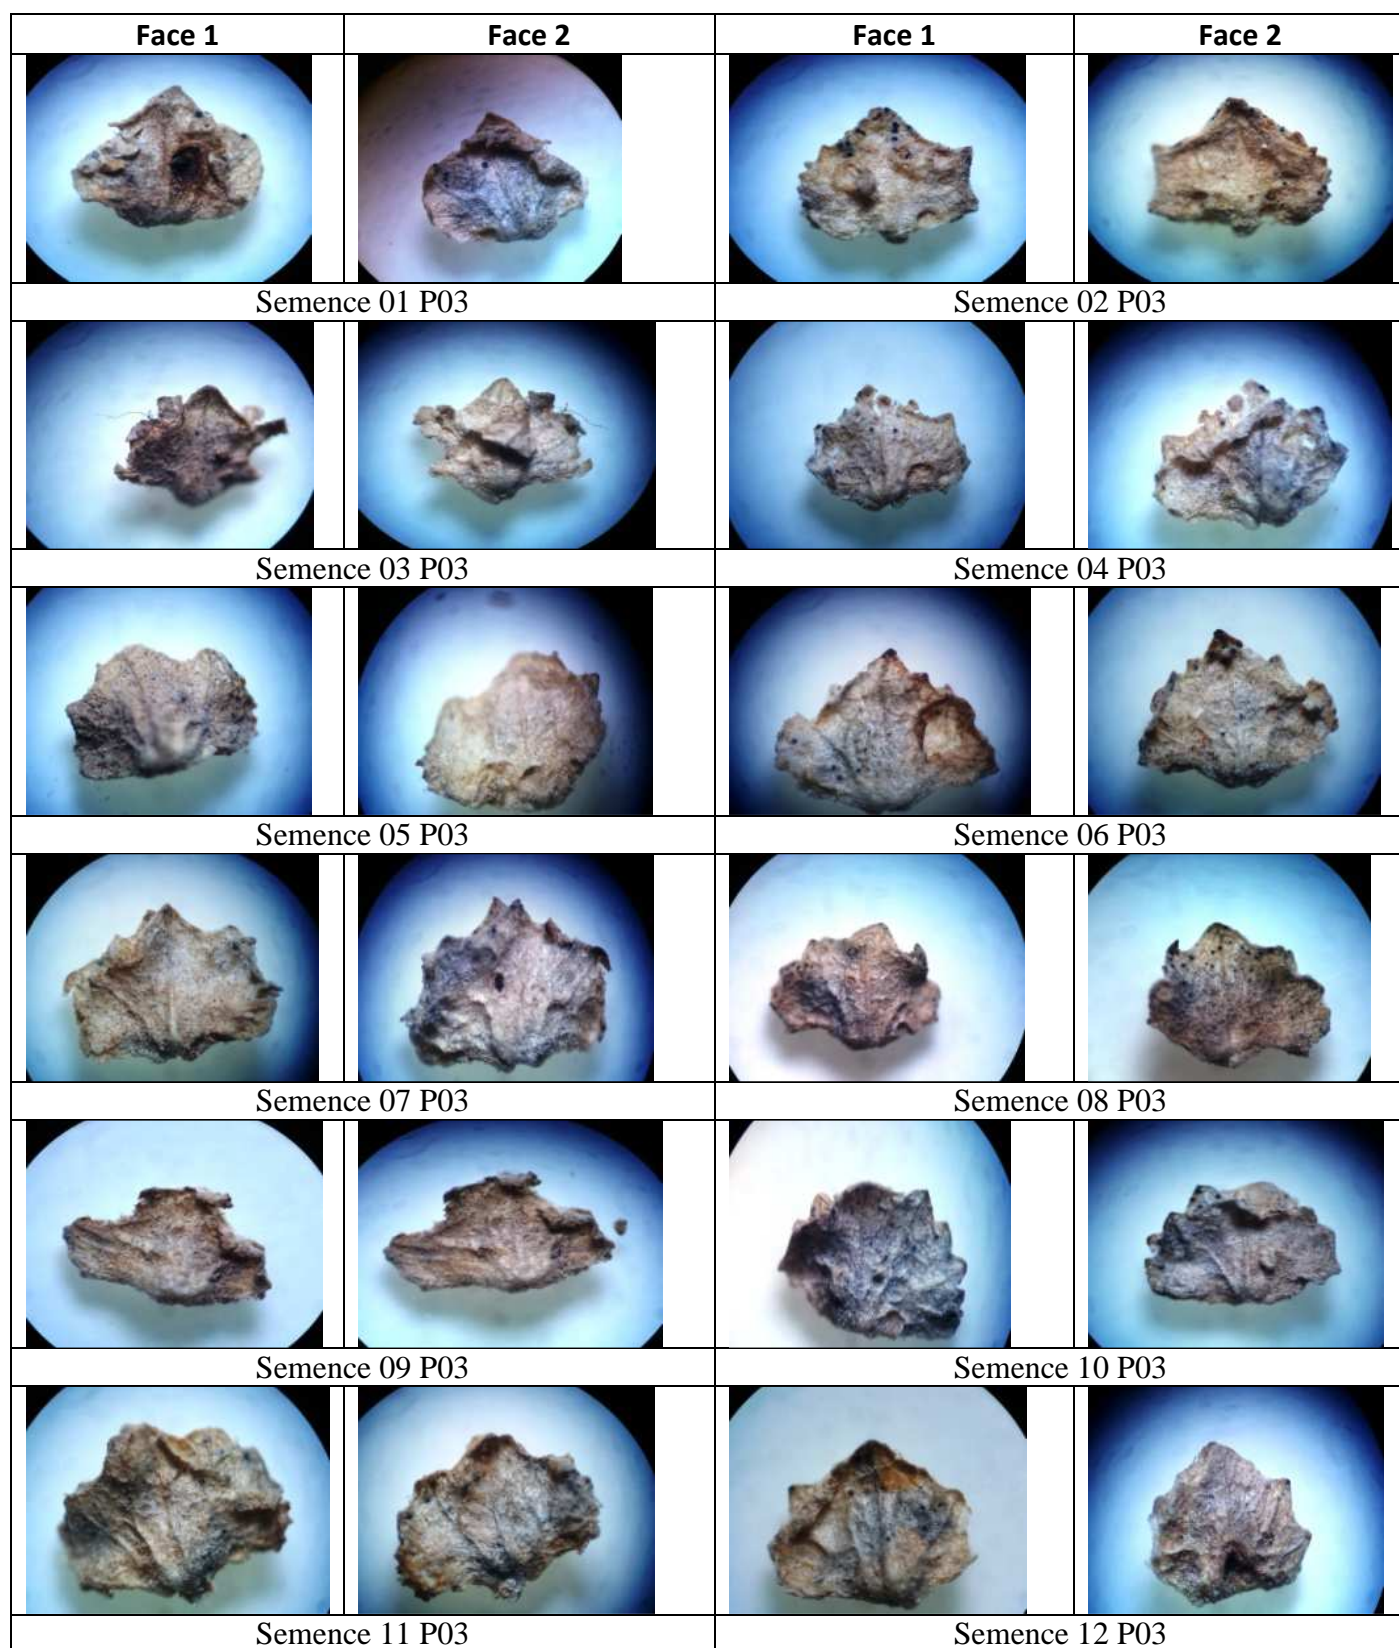 Face 1 Face 2 Face 1 Face 2
Semence 01 P03 Semence 02 P03
Semence 03 P03 Semence 04 P03
Semence 05 P03 Semence 06 P03
Semence 07 P03 Semence 08 P03
Semence 09 P03 Semence 10 P03
Semence 11 P03 Semence 12 P03